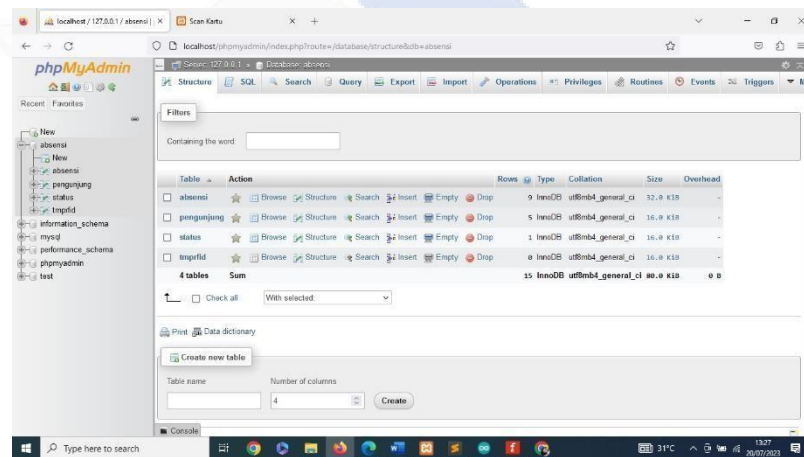 localhost / 127.0.0.1 / absensi |
Scan Kartu
localhost/phpmyadmin/index.php?route=/database/structure&db=absensi
phpMyAdmin
Recent Favorites
New
absensi
New
absensi
pengunjung
status
tmprfid
information_schema
mysql
performance_schema
phpmyadmin
test
Server: 127.0.0.1 » Database: absensi
Structure SQL Search Query Export Import Operations Privileges Routines Events Triggers
Filters
Containing the word:
Table Action Rows Type Collation Size Overhead
absensi Browse Structure Search Insert Empty Drop 9 InnoDB utf8mb4_general_ci 32.0 KiB -
pengunjung Browse Structure Search Insert Empty Drop 5 InnoDB utf8mb4_general_ci 16.0 KiB -
status Browse Structure Search Insert Empty Drop 1 InnoDB utf8mb4_general_ci 16.0 KiB -
tmprfid Browse Structure Search Insert Empty Drop 0 InnoDB utf8mb4_general_ci 16.0 KiB -
4 tables Sum 15 InnoDB utf8mb4_general_ci 80.0 KiB 0 B
Check all With selected:
Print Data dictionary
Create new table
Table name Number of columns
4 Create
Console
Type here to search
31°C
13:27
20/07/2023